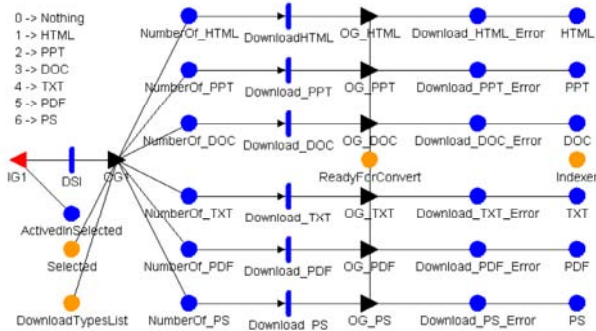 0 -> Nothing
1 -> HTML
2 -> PPT
3 -> DOC
4 -> TXT
5 -> PDF
6 -> PS
NumberOf_HTML DownloadHTML OG_HTML Download_HTML_Error HTML
NumberOf_PPT Download_PPT OG_PPT Download_PPT_Error PPT
NumberOf_DOC Download_DOC OG_DOC Download_DOC_Error DOC
IG1 DSI OG1 ReadyForConvert Indexer
NumberOf_TXT Download_TXT OG_TXT Download_TXT_Error TXT
ActivedInSelected
Selected NumberOf_PDF Download_PDF OG_PDF Download_PDF_Error PDF
DownloadTypesList NumberOf_PS Download_PS OG_PS Download_PS_Error PS